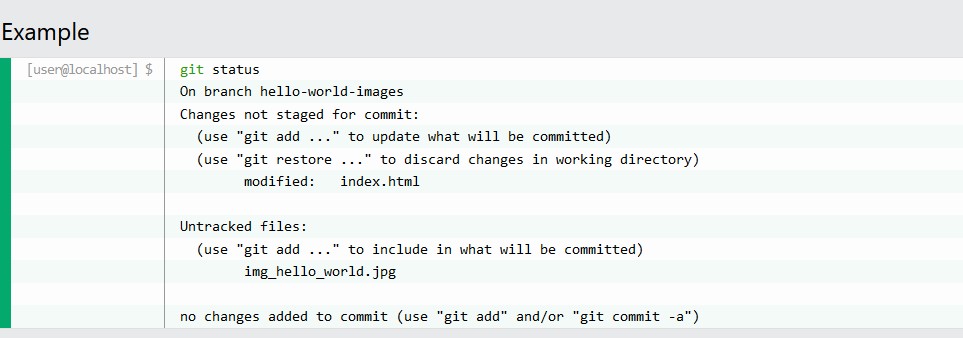 Example
[user@localhost] $ git status
On branch hello-world-images
Changes not staged for commit:
(use "git add ..." to update what will be committed)
(use "git restore ..." to discard changes in working directory)
modified:   index.html
Untracked files:
(use "git add ..." to include in what will be committed)
img_hello_world.jpg
no changes added to commit (use "git add" and/or "git commit -a")